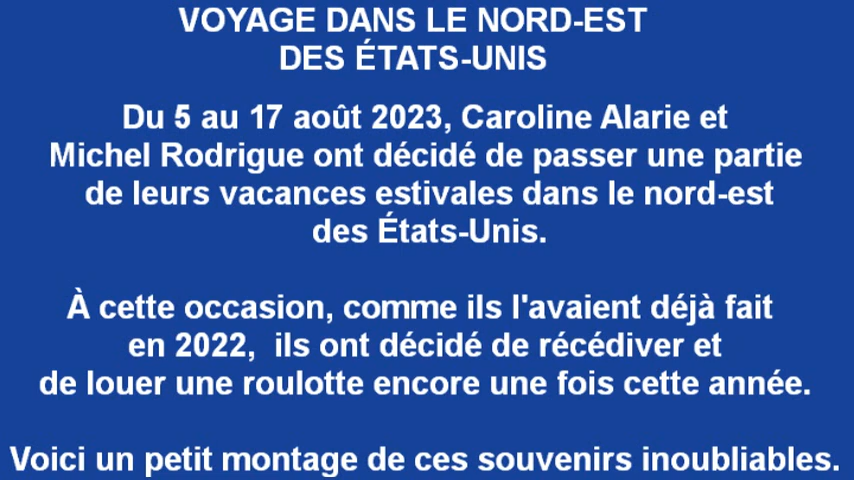 VOYAGE DANS LE NORD-EST
DES ÉTATS-UNIS
Du 5 au 17 août 2023, Caroline Alarie et
Michel Rodrigue ont décidé de passer une partie
de leurs vacances estivales dans le nord-est
des États-Unis.
À cette occasion, comme ils l'avaient déjà fait
en 2022, ils ont décidé de récédiver et
de louer une roulotte encore une fois cette année.
Voici un petit montage de ces souvenirs inoubliables.